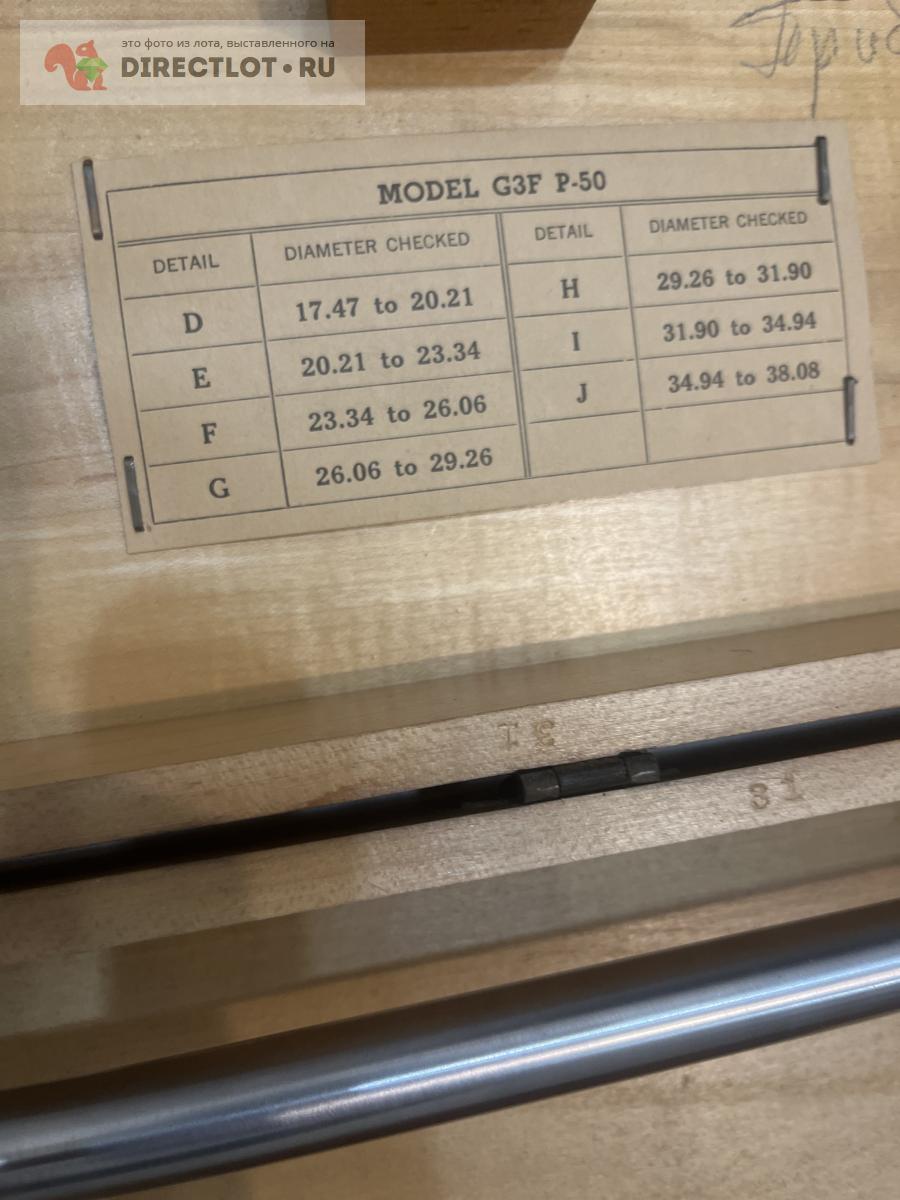 это фото из лота, выставленного на
DIRECTLOT•RU
MODEL G3F P-50
DETAIL DIAMETER CHECKED DETAIL DIAMETER CHECKED
D 17.47 to 20.21 H 29.26 to 31.90
E 20.21 to 23.34 I 31.90 to 34.94
F 23.34 to 26.06 J 34.94 to 38.08
G 26.06 to 29.26
31
31